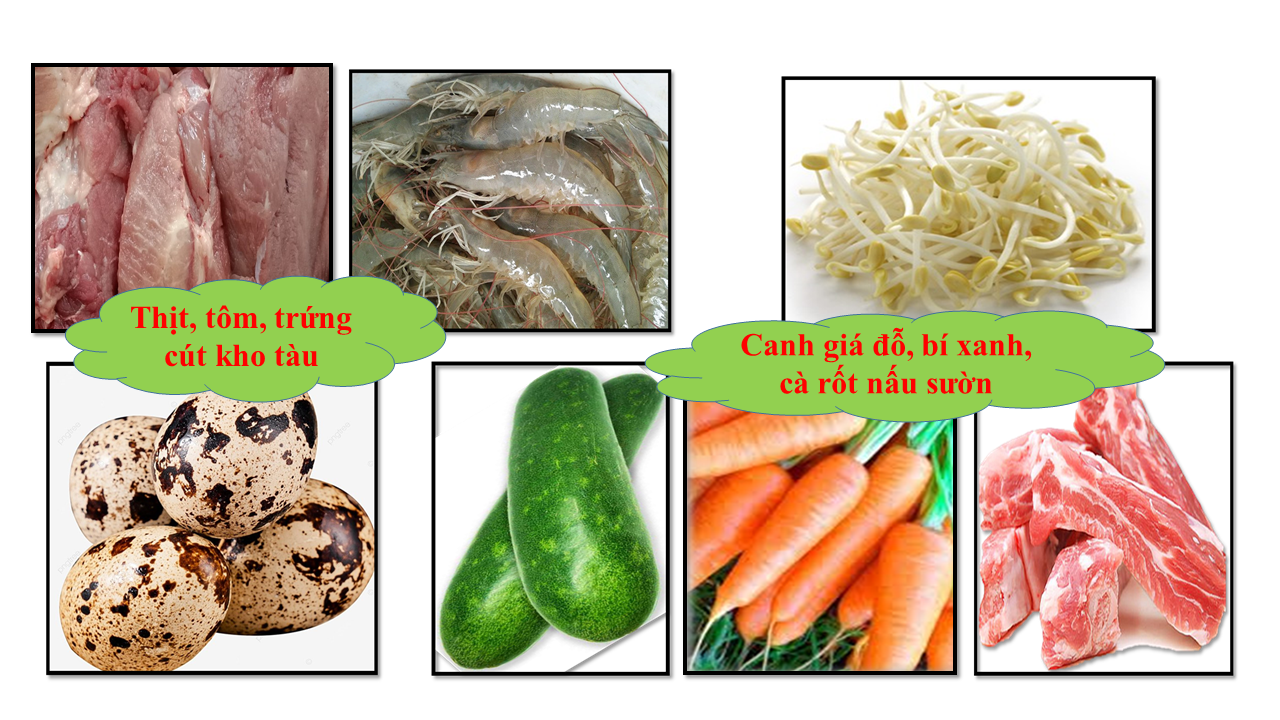 Thịt, tôm, trứng
cút kho tàu
Canh giá đỗ, bí xanh,
cà rốt nấu sườn